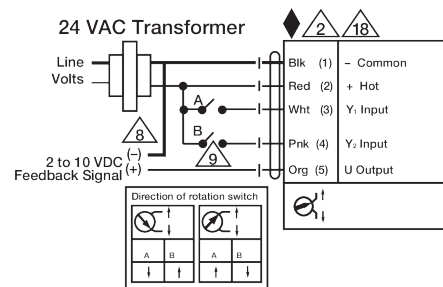 24 VAC Transformer
2 18
Line
Volts
Blk (1) – Common
Red (2) + Hot
A
Wht (3) Y₁ Input
B
Pnk (4) Y₂ Input
8
9
(–)
2 to 10 VDC
Feedback Signal (+)
Org (5) U Output
Direction of rotation switch
A B A B